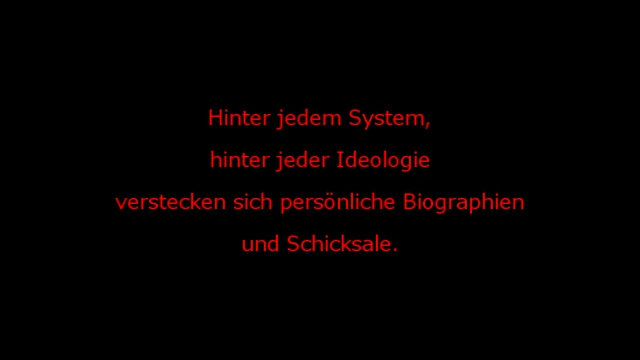 Hinter jedem System,
hinter jeder Ideologie
verstecken sich persönliche Biographien
und Schicksale.